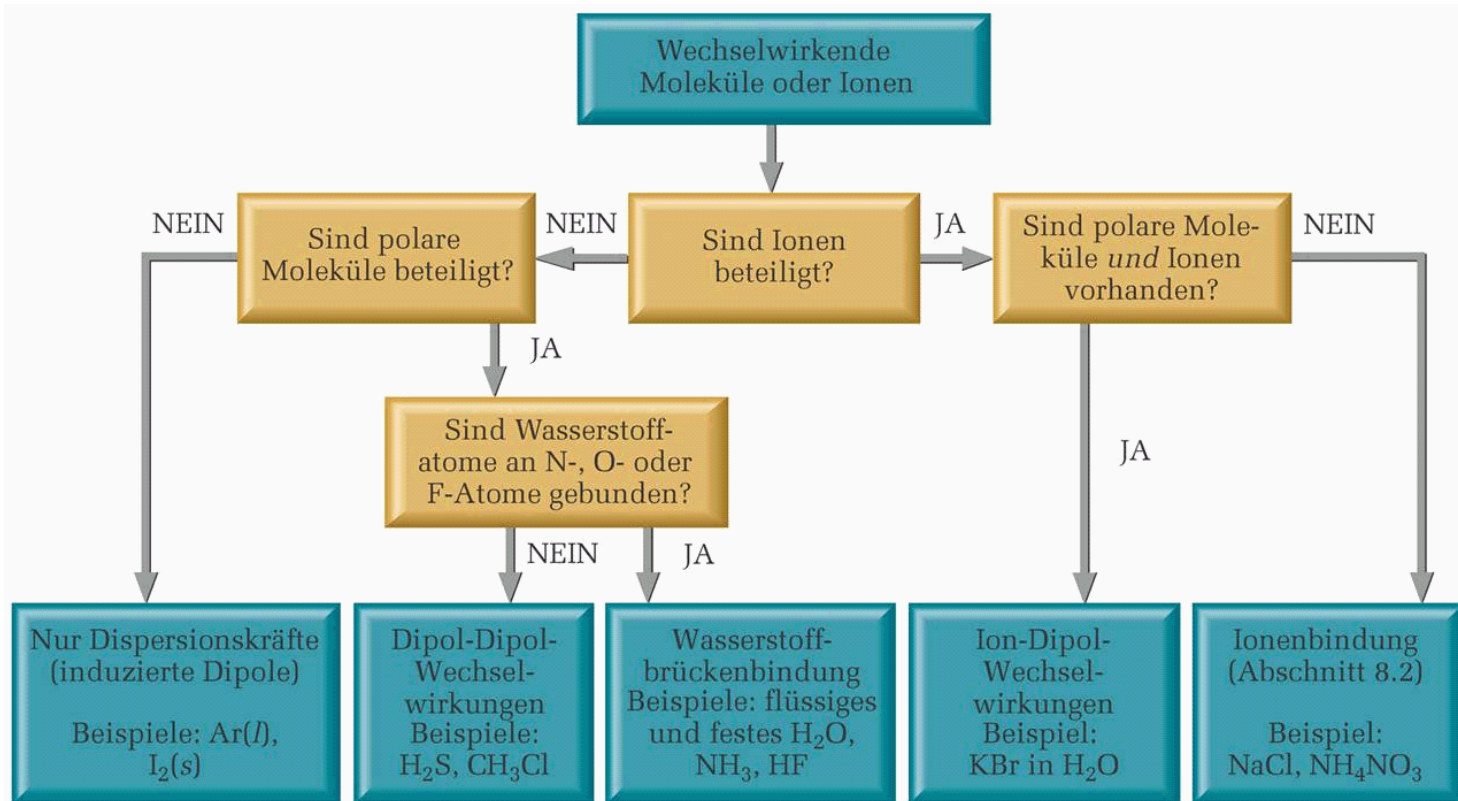 Wechselwirkende
Moleküle oder Ionen
NEIN
Sind polare
Moleküle beteiligt?
NEIN
Sind Ionen
beteiligt?
JA
Sind polare Mole-
küle und Ionen
vorhanden?
NEIN
JA
Sind Wasserstoff-
atome an N-, O- oder
F-Atome gebunden?
JA
NEIN
JA
Nur Dispersionskräfte
(induzierte Dipole)
Beispiele: Ar(l),
I₂(s)
Dipol-Dipol-
Wechsel-
wirkungen
Beispiele:
H₂S, CH₃Cl
Wasserstoff-
brückenbindung
Beispiele: flüssiges
und festes H₂O,
NH₃, HF
Ion-Dipol-
Wechsel-
wirkungen
Beispiel:
KBr in H₂O
Ionenbindung
(Abschnitt 8.2)
Beispiel:
NaCl, NH₄NO₃